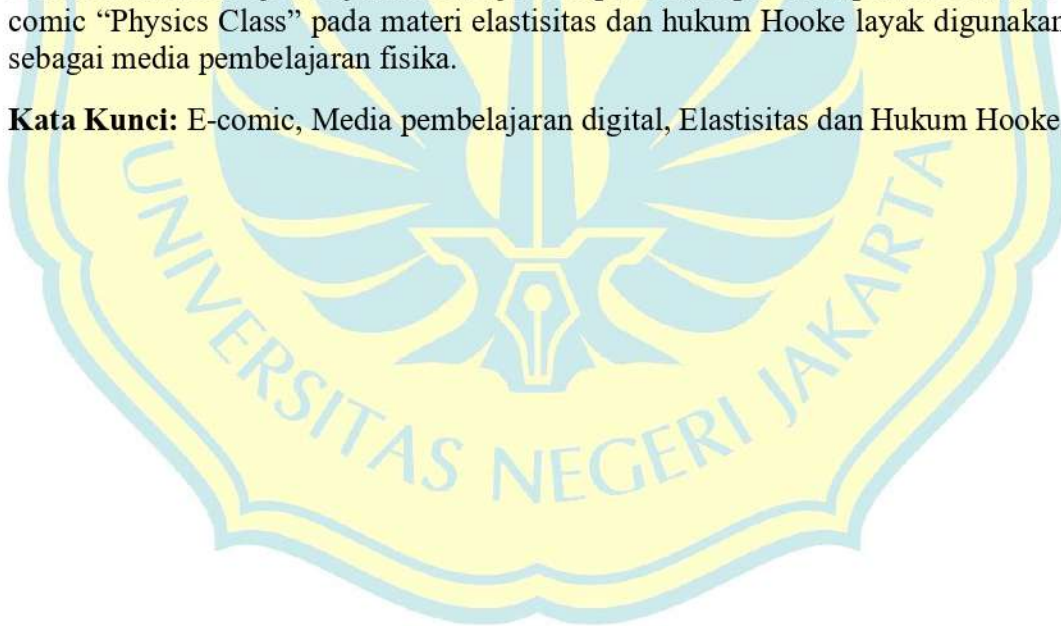 comic “Physics Class” pada materi elastisitas dan hukum Hooke layak digunakan
sebagai media pembelajaran fisika.
Kata Kunci: E-comic, Media pembelajaran digital, Elastisitas dan Hukum Hooke
UNIVERSITAS NEGERI JAKARTA